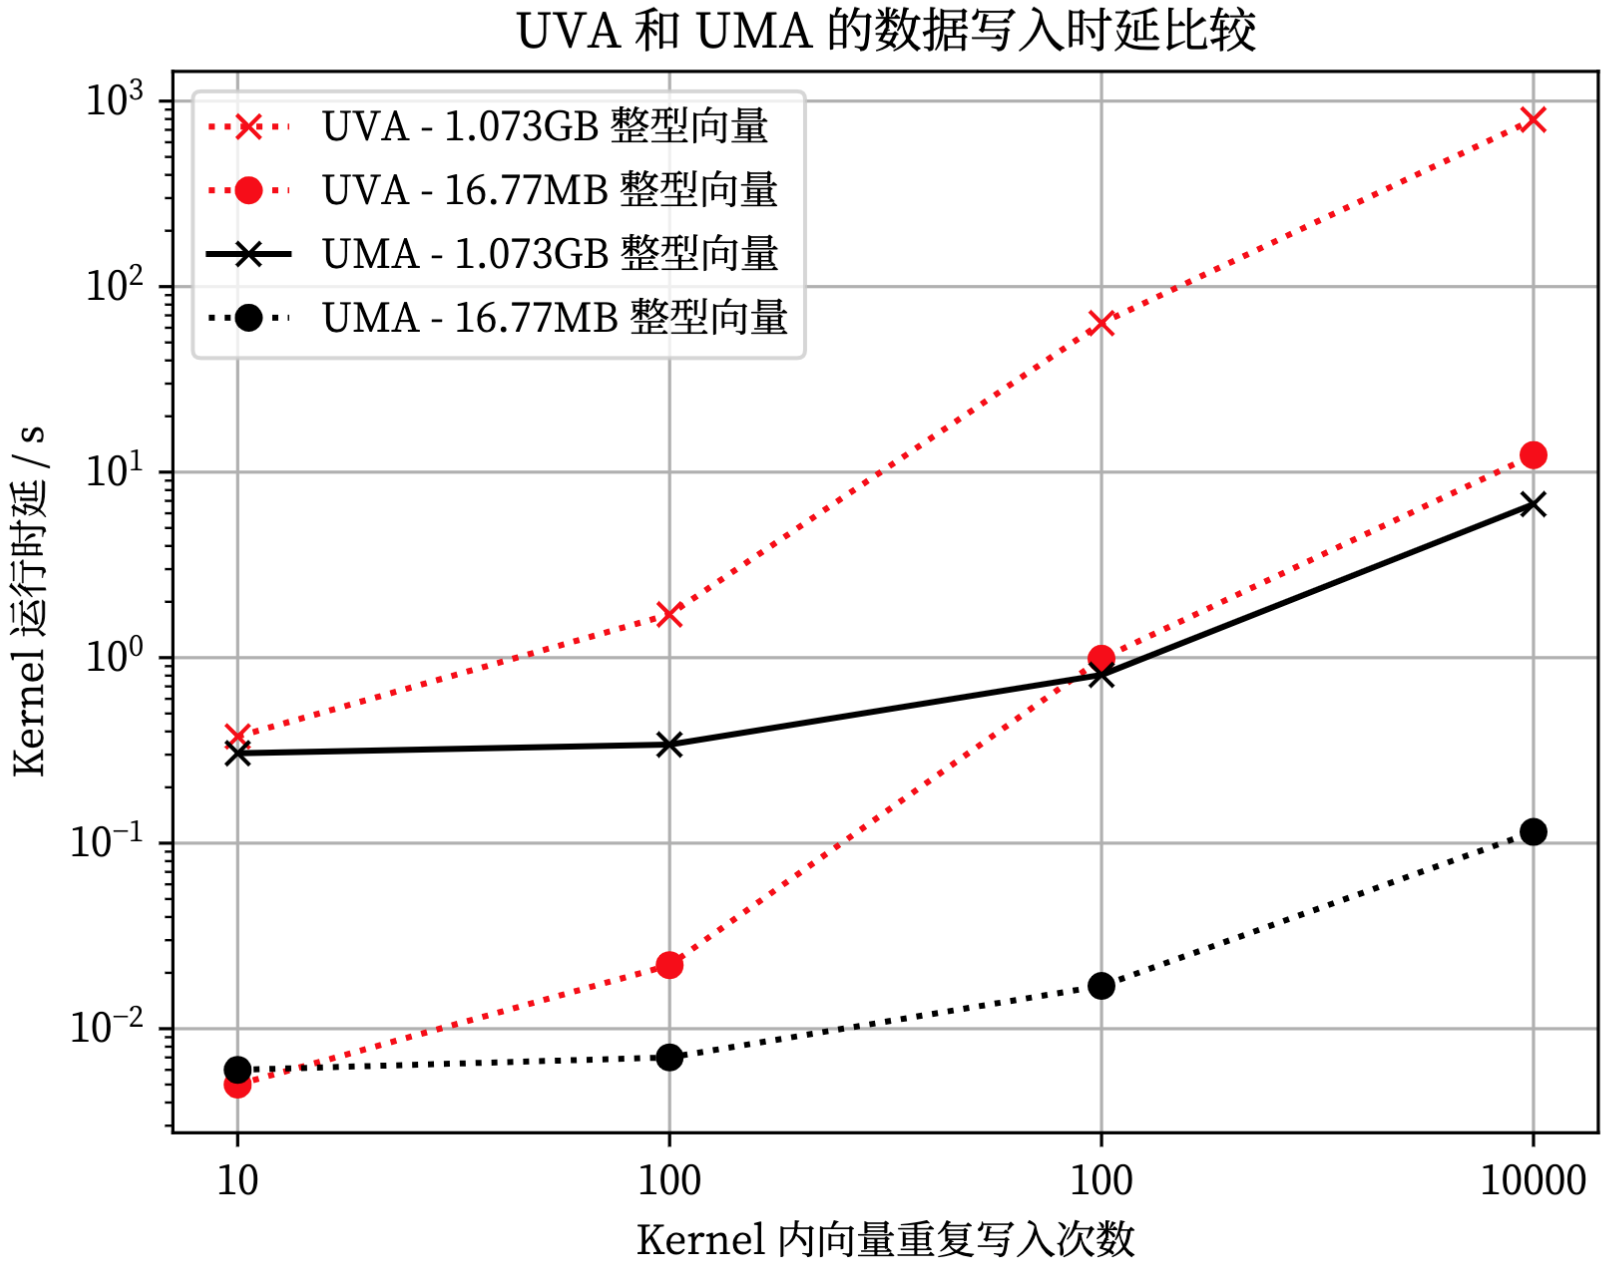 UVA 和 UMA 的数据写入时延比较
UVA - 1.073GB 整型向量
UVA - 16.77MB 整型向量
UMA - 1.073GB 整型向量
UMA - 16.77MB 整型向量
Kernel 运行时延 / s
10³
10²
10¹
10⁰
10⁻¹
10⁻²
10 100 100 10000
Kernel 内向量重复写入次数